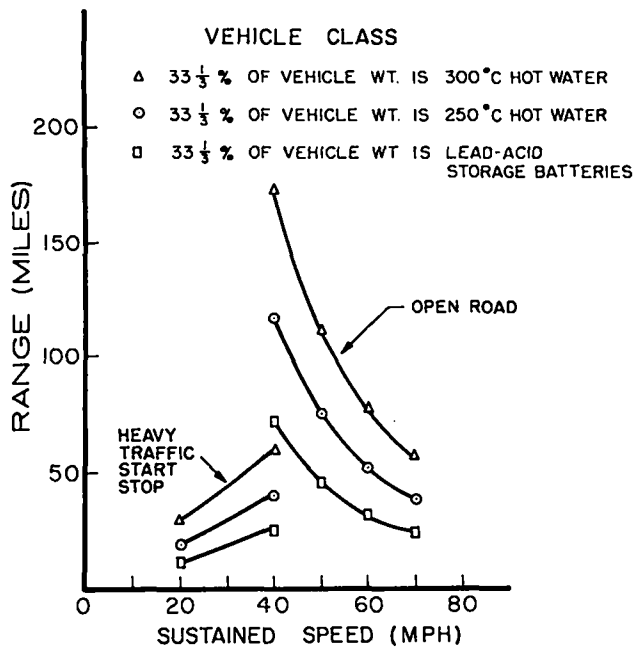 VEHICLE CLASS
△ 33 1/3 % OF VEHICLE WT. IS 300°C HOT WATER
⊙ 33 1/3 % OF VEHICLE WT. IS 250°C HOT WATER
□ 33 1/3 % OF VEHICLE WT IS LEAD-ACID
STORAGE BATTERIES
RANGE (MILES)
200
150
100
50
OPEN ROAD
HEAVY
TRAFFIC
START
STOP
0 20 40 60 80
SUSTAINED SPEED (MPH)